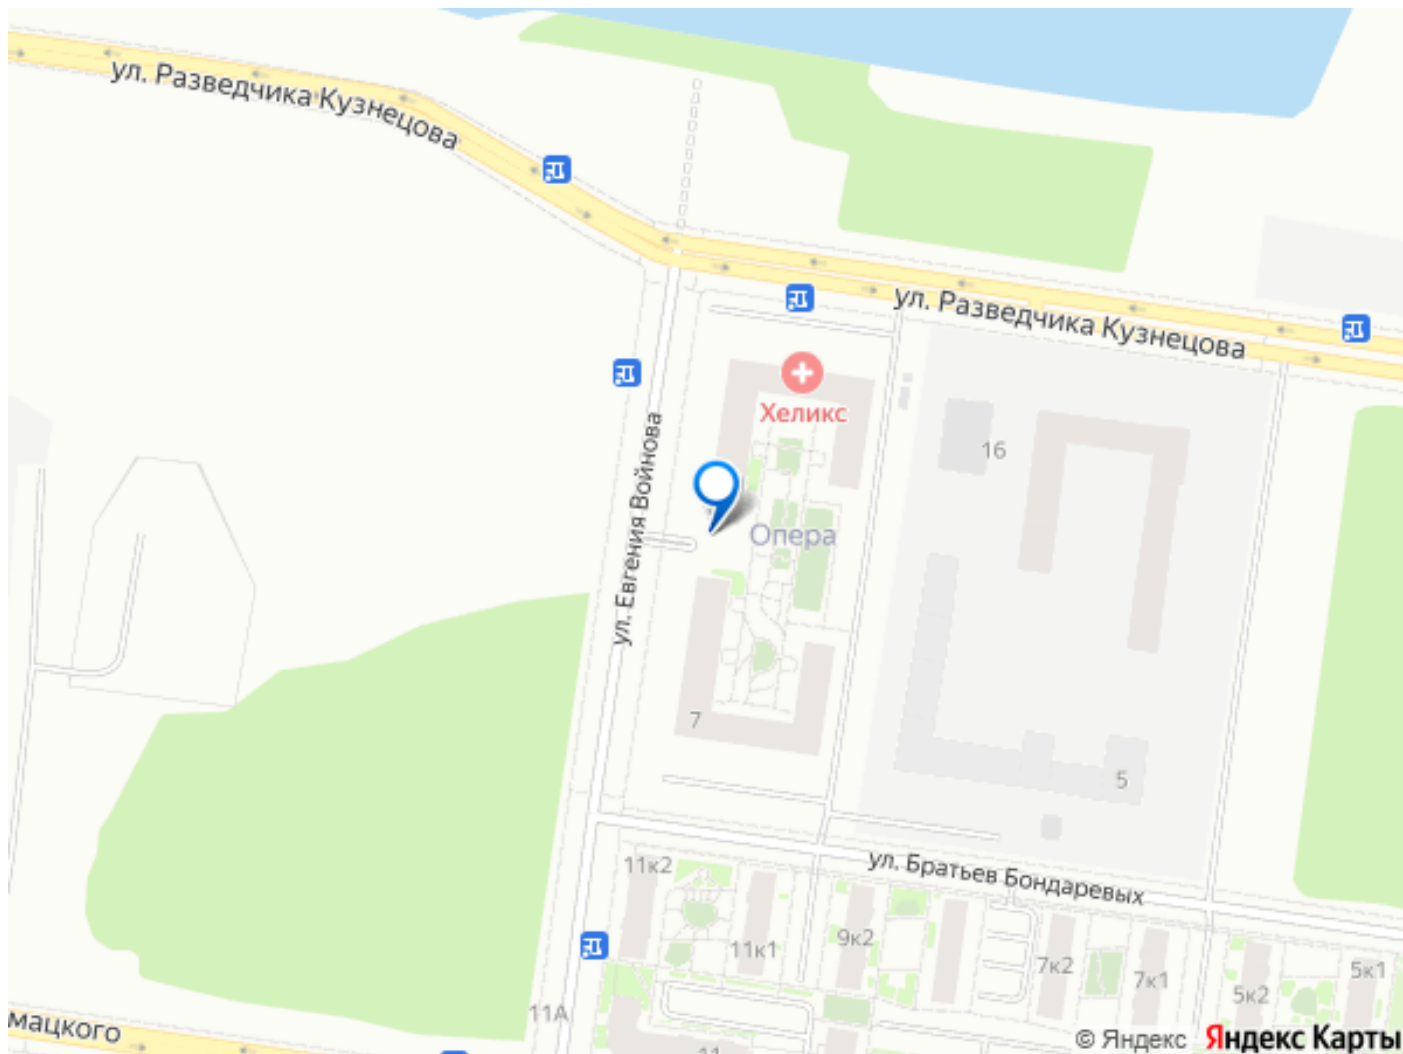 ул. Разведчика Кузнецова
ул. Разведчика Кузнецова
Хеликс
16
ул. Евгения Войнова
Опера
7
5
ул. Братьев Бондаревых
11к2
11к1
9к2
7к2
7к1
5к2
5к1
11А
мацкого
11
© Яндекс Яндекс Карты